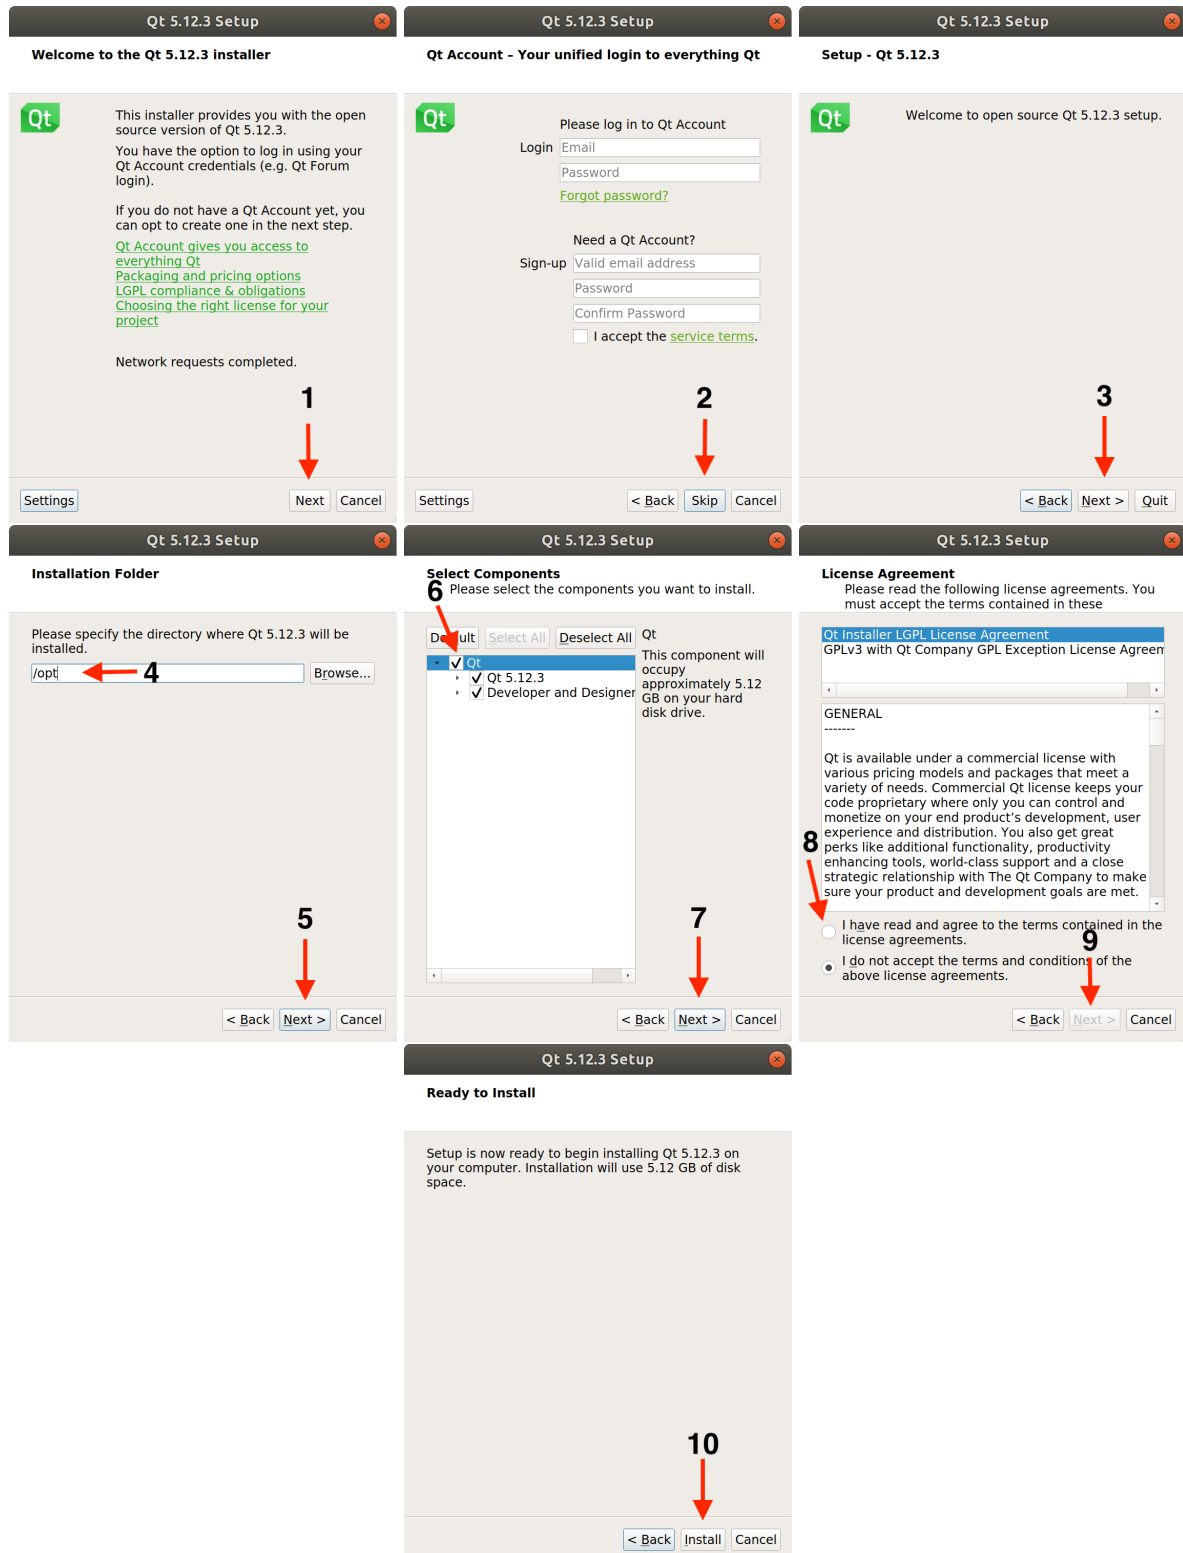 Qt 5.12.3 Setup
Welcome to the Qt 5.12.3 installer
Qt
This installer provides you with the open
source version of Qt 5.12.3.
You have the option to log in using your
Qt Account credentials (e.g. Qt Forum
login).
If you do not have a Qt Account yet, you
can opt to create one in the next step.
Qt Account gives you access to
everything Qt
Packaging and pricing options
LGPL compliance & obligations
Choosing the right license for your
project
Network requests completed.
1
Settings
Next
Cancel
Qt 5.12.3 Setup
Qt Account – Your unified login to everything Qt
Qt
Please log in to Qt Account
Login
Email
Password
Forgot password?
Need a Qt Account?
Sign-up
Valid email address
Password
Confirm Password
I accept the service terms.
2
Settings
< Back
Skip
Cancel
Qt 5.12.3 Setup
Setup - Qt 5.12.3
Qt
Welcome to open source Qt 5.12.3 setup.
3
< Back
Next >
Quit
Qt 5.12.3 Setup
Installation Folder
Please specify the directory where Qt 5.12.3 will be
installed.
/opt
4
Browse...
5
< Back
Next >
Cancel
Qt 5.12.3 Setup
Select Components
6
Please select the components you want to install.
Select All
Deselect All
Qt
Qt 5.12.3
Developer and Designer
Qt
This component will
occupy
approximately 5.12
GB on your hard
disk drive.
7
< Back
Next >
Cancel
Qt 5.12.3 Setup
License Agreement
Please read the following license agreements. You
must accept the terms contained in these
Qt Installer LGPL License Agreement
GPLv3 with Qt Company GPL Exception License Agreem
GENERAL
-------
Qt is available under a commercial license with
various pricing models and packages that meet a
variety of needs. Commercial Qt license keeps your
code proprietary where only you can control and
monetize on your end product's development, user
experience and distribution. You also get great
perks like additional functionality, productivity
enhancing tools, world-class support and a close
strategic relationship with The Qt Company to make
sure your product and development goals are met.
8
I have read and agree to the terms contained in the
license agreements.
9
I do not accept the terms and conditions of the
above license agreements.
< Back
Next >
Cancel
Qt 5.12.3 Setup
Ready to Install
Setup is now ready to begin installing Qt 5.12.3 on
your computer. Installation will use 5.12 GB of disk
space.
10
< Back
Install
Cancel